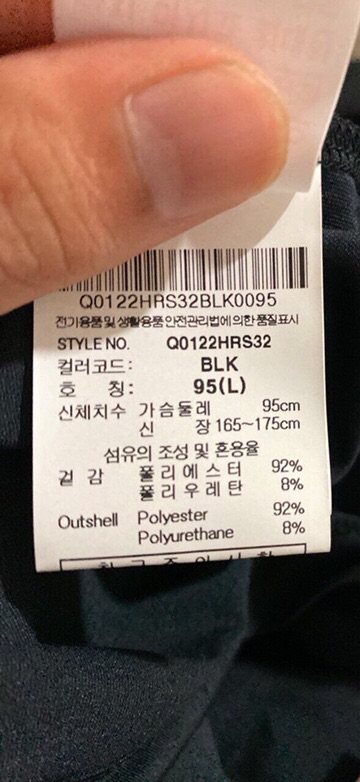 Q0122HRS32BLK0095
전기용품 및 생활용품 안전관리법에 의한 품질표시
STYLE NO. Q0122HRS32
컬러코드: BLK
호 칭: 95(L)
신체치수 가슴둘레 95cm
신 장 165~175cm
섬유의 조성 및 혼용율
겉 감 폴리에스터 92%
폴리우레탄 8%
Outshell Polyester 92%
Polyurethane 8%